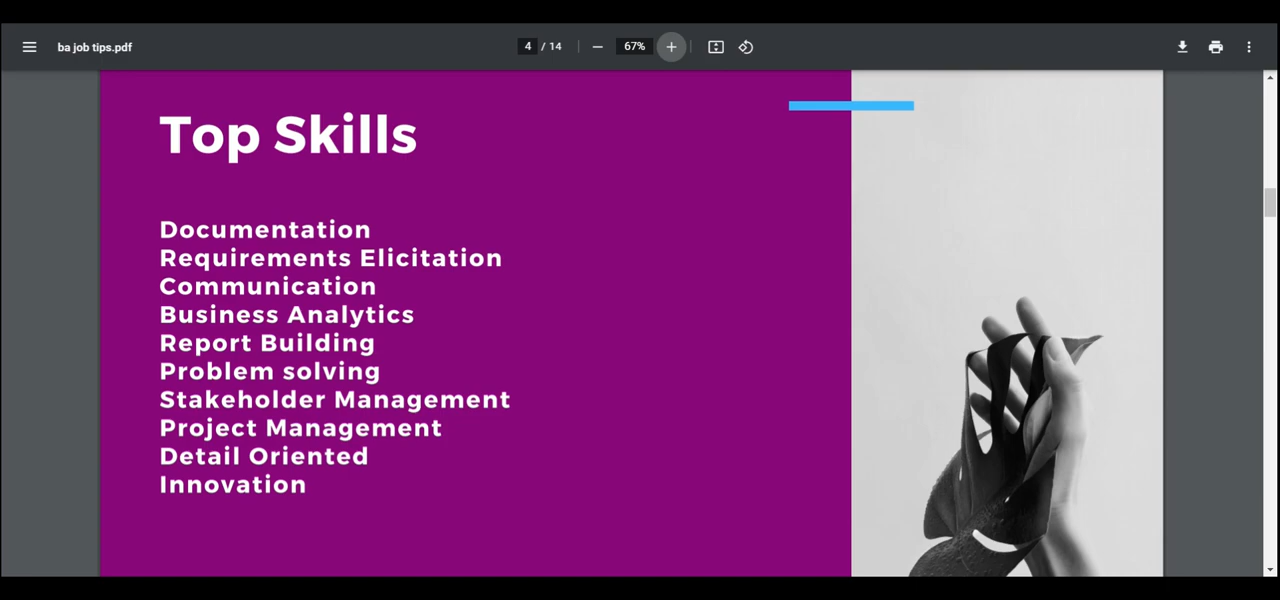 ba job tips.pdf
4 / 14
67%
Top Skills
Documentation
Requirements Elicitation
Communication
Business Analytics
Report Building
Problem solving
Stakeholder Management
Project Management
Detail Oriented
Innovation